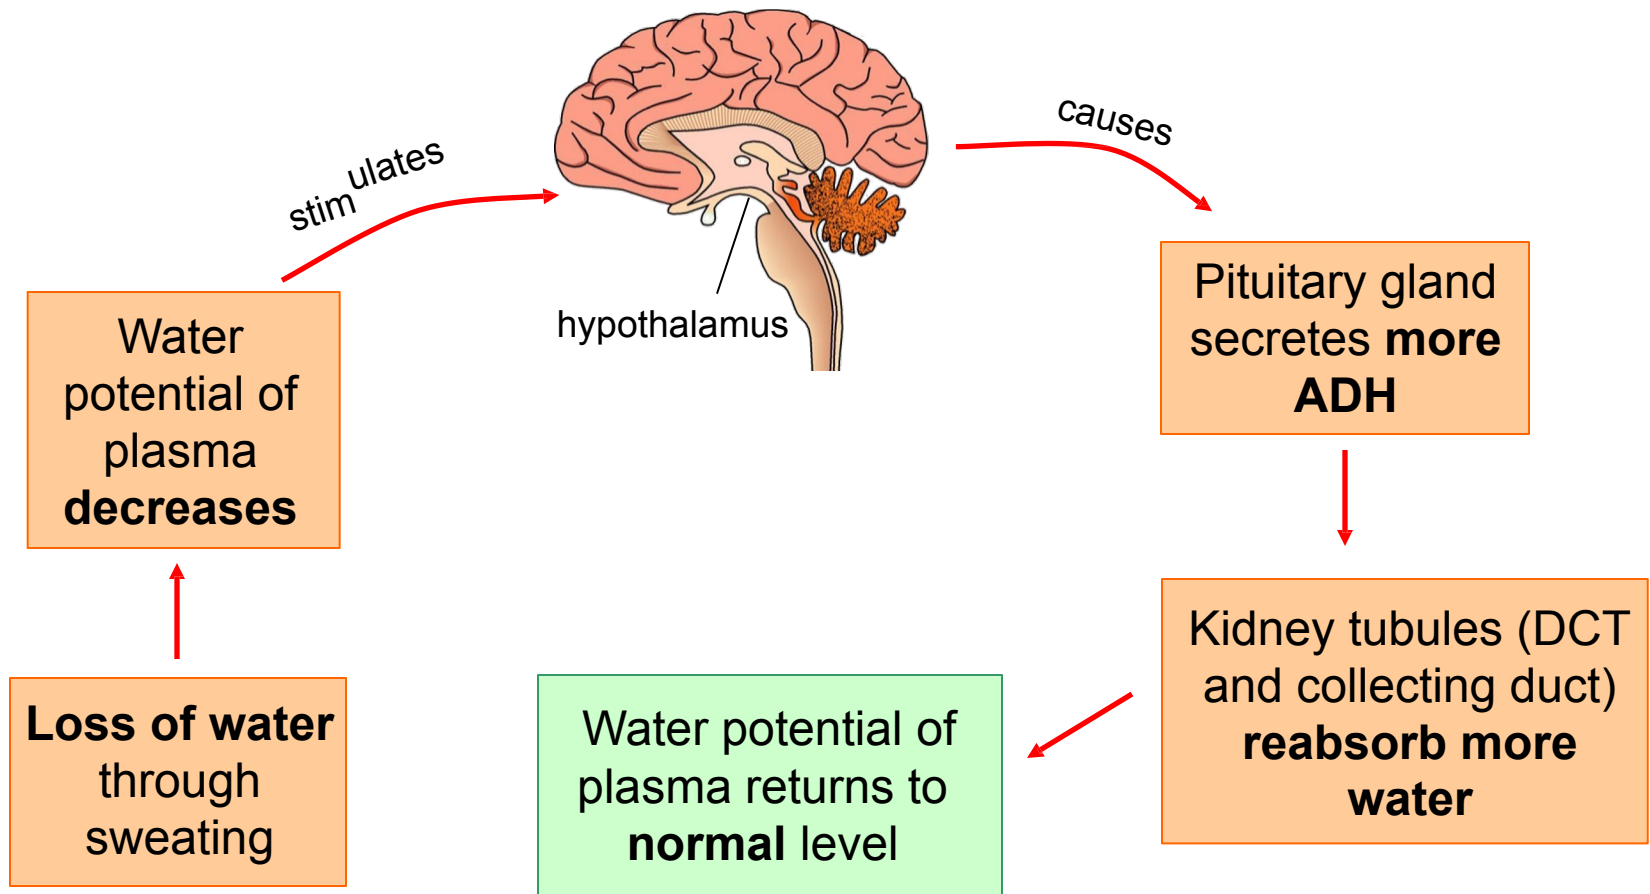 Loss of water
through
sweating
Water
potential of
plasma
decreases
stimulates
hypothalamus
causes
Pituitary gland
secretes more
ADH
Kidney tubules (DCT
and collecting duct)
reabsorb more
water
Water potential of
plasma returns to
normal level